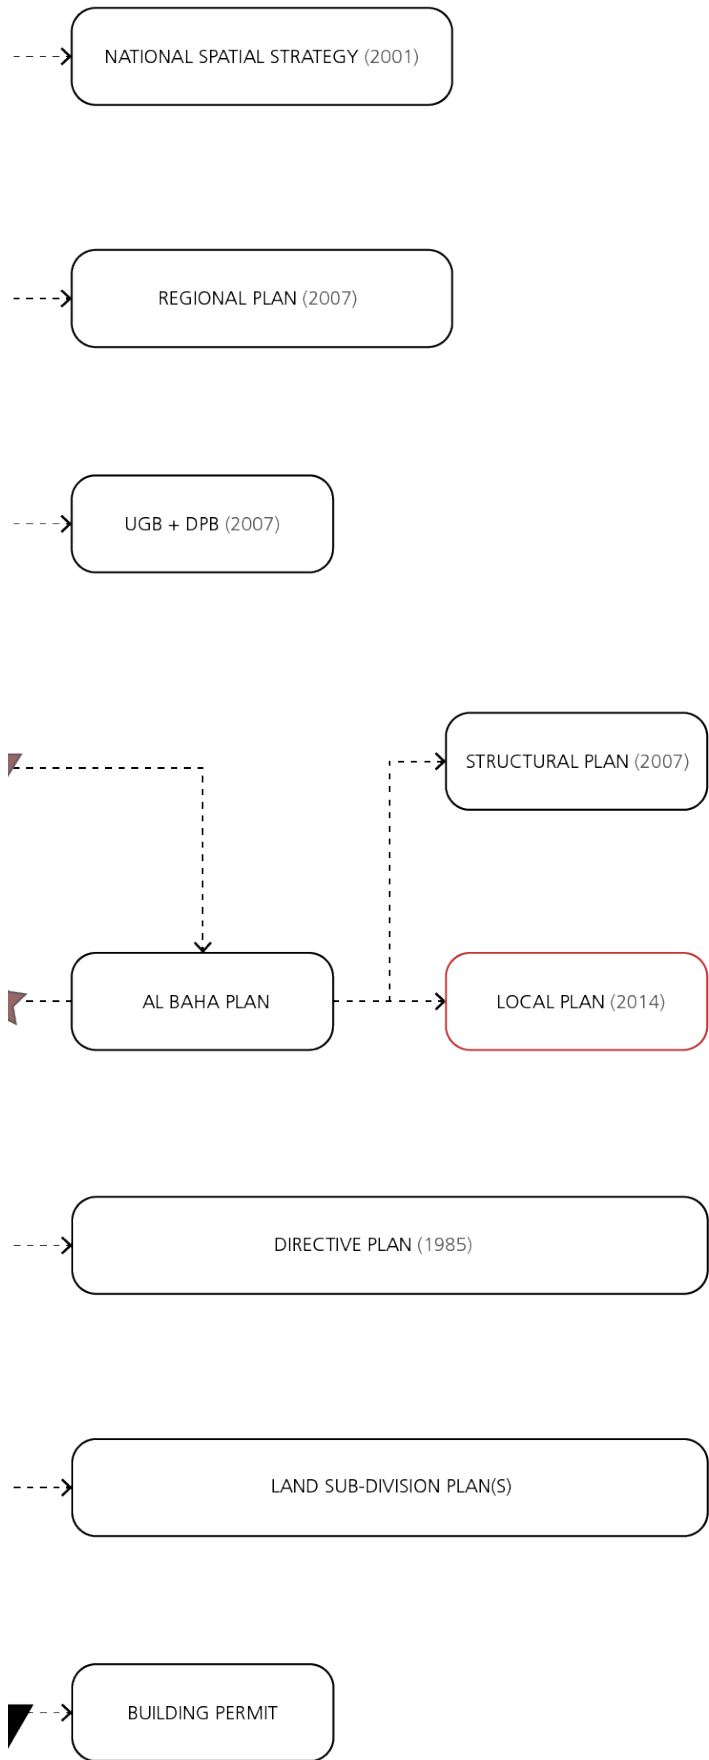 NATIONAL SPATIAL STRATEGY (2001)
REGIONAL PLAN (2007)
UGB + DPB (2007)
STRUCTURAL PLAN (2007)
AL BAHA PLAN
LOCAL PLAN (2014)
DIRECTIVE PLAN (1985)
LAND SUB-DIVISION PLAN(S)
BUILDING PERMIT